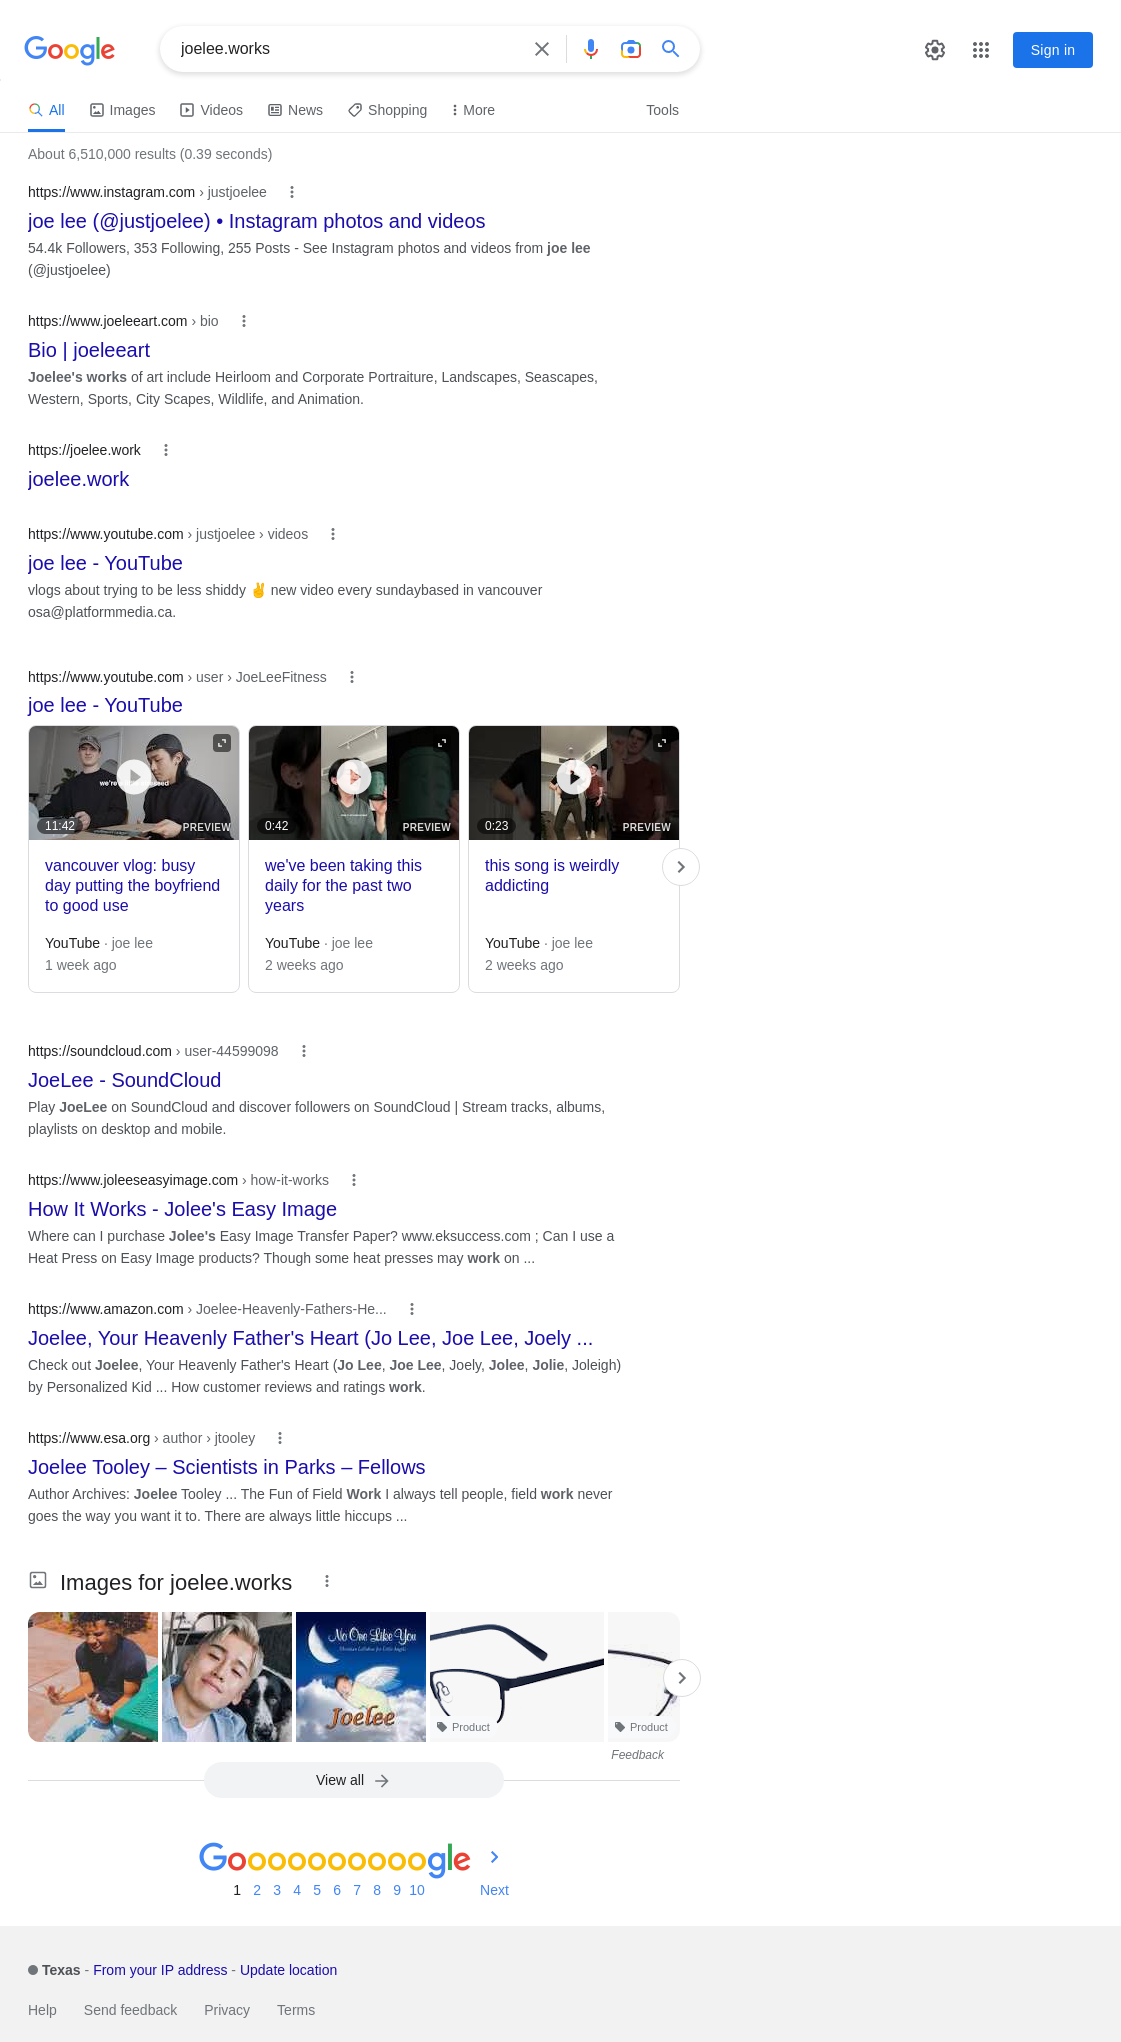 Google
joelee.works
Sign in
All
Images
Videos
News
Shopping
More
Tools
About 6,510,000 results (0.39 seconds)
https://www.instagram.com › justjoelee
joe lee (@justjoelee) • Instagram photos and videos
54.4k Followers, 353 Following, 255 Posts - See Instagram photos and videos from joe lee
(@justjoelee)
https://www.joeleeart.com › bio
Bio | joeleeart
Joelee's works of art include Heirloom and Corporate Portraiture, Landscapes, Seascapes,
Western, Sports, City Scapes, Wildlife, and Animation.
https://joelee.work
joelee.work
https://www.youtube.com › justjoelee › videos
joe lee - YouTube
vlogs about trying to be less shiddy ✌️ new video every sundaybased in vancouver
osa@platformmedia.ca.
https://www.youtube.com › user › JoeLeeFitness
joe lee - YouTube
11:42
PREVIEW
0:42
PREVIEW
0:23
PREVIEW
vancouver vlog: busy
day putting the boyfriend
to good use
YouTube · joe lee
1 week ago
we've been taking this
daily for the past two
years
YouTube · joe lee
2 weeks ago
this song is weirdly
addicting
YouTube · joe lee
2 weeks ago
https://soundcloud.com › user-44599098
JoeLee - SoundCloud
Play JoeLee on SoundCloud and discover followers on SoundCloud | Stream tracks, albums,
playlists on desktop and mobile.
https://www.joleeseasyimage.com › how-it-works
How It Works - Jolee's Easy Image
Where can I purchase Jolee's Easy Image Transfer Paper? www.eksuccess.com ; Can I use a
Heat Press on Easy Image products? Though some heat presses may work on ...
https://www.amazon.com › Joelee-Heavenly-Fathers-He...
Joelee, Your Heavenly Father's Heart (Jo Lee, Joe Lee, Joely ...
Check out Joelee, Your Heavenly Father's Heart (Jo Lee, Joe Lee, Joely, Jolee, Jolie, Joleigh)
by Personalized Kid ... How customer reviews and ratings work.
https://www.esa.org › author › jtooley
Joelee Tooley – Scientists in Parks – Fellows
Author Archives: Joelee Tooley ... The Fun of Field Work I always tell people, field work never
goes the way you want it to. There are always little hiccups ...
Images for joelee.works
No One Like You
Joelee
Product
Product
Feedback
View all
Goooooooooogle
1 2 3 4 5 6 7 8 9 10 Next
Texas - From your IP address - Update location
Help Send feedback Privacy Terms